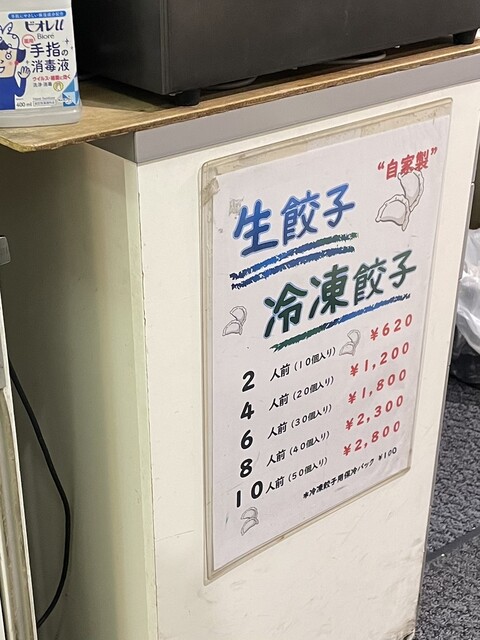 ビオレu
Bioré
手指の
消毒液
400 ml
"自家製"
生餃子
冷凍餃子
2 人前(10個入り) ¥620
4 人前(20個入り) ¥1,200
6 人前(30個入り) ¥1,800
8 人前(40個入り) ¥2,300
10 人前(50個入り) ¥2,800
※冷凍餃子用保冷パック ¥100